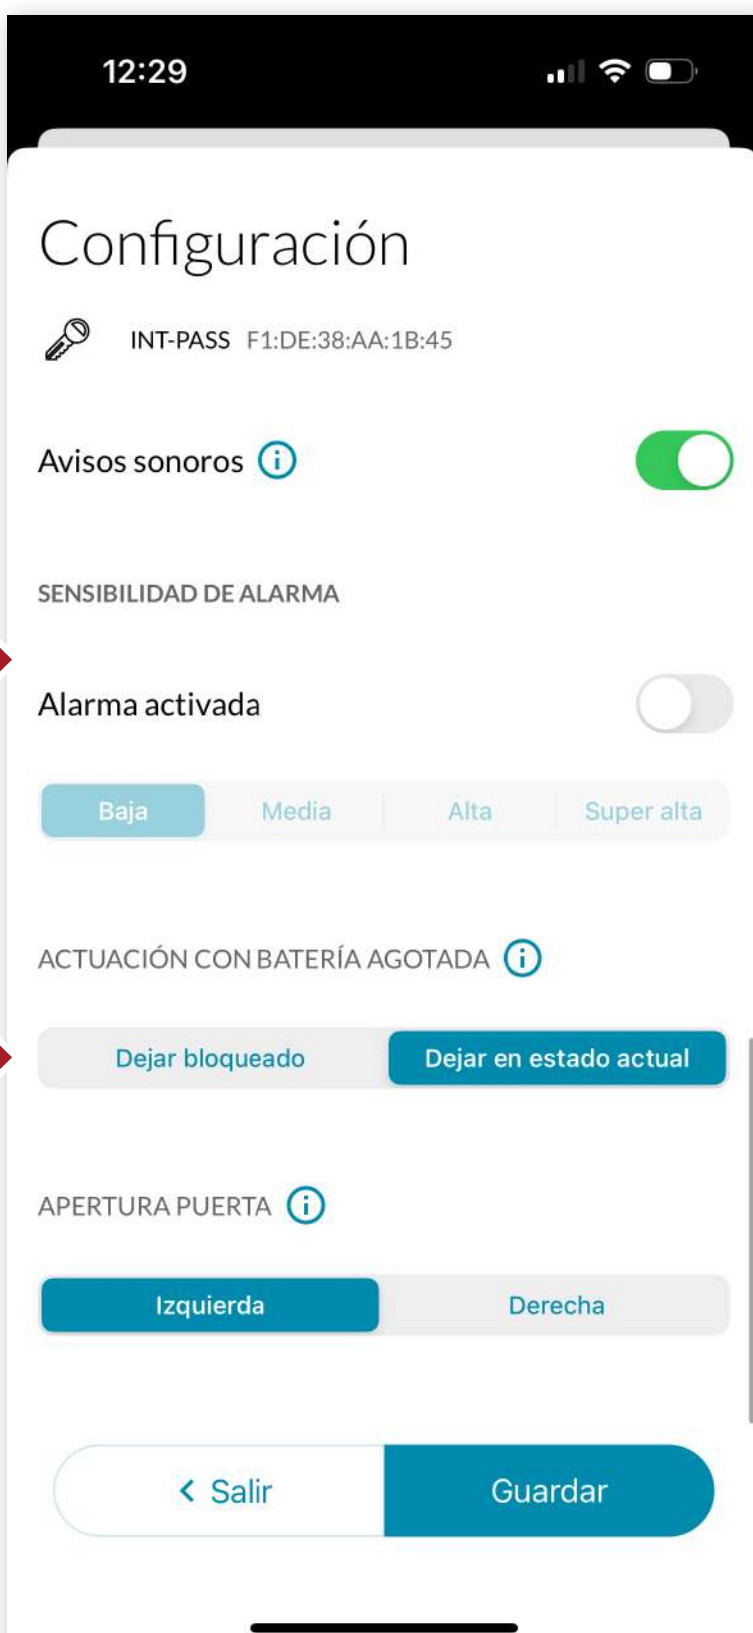 12:29
Configuración
INT-PASS F1:DE:38:AA:1B:45
Avisos sonoros
SENSIBILIDAD DE ALARMA
Alarma activada
Baja Media Alta Super alta
ACTUACIÓN CON BATERÍA AGOTADA
Dejar bloqueado Dejar en estado actual
APERTURA PUERTA
Izquierda Derecha
< Salir Guardar